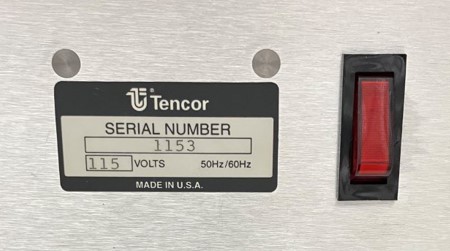 ® Tencor
SERIAL NUMBER
1153
115 VOLTS 50Hz/60Hz
MADE IN U.S.A.